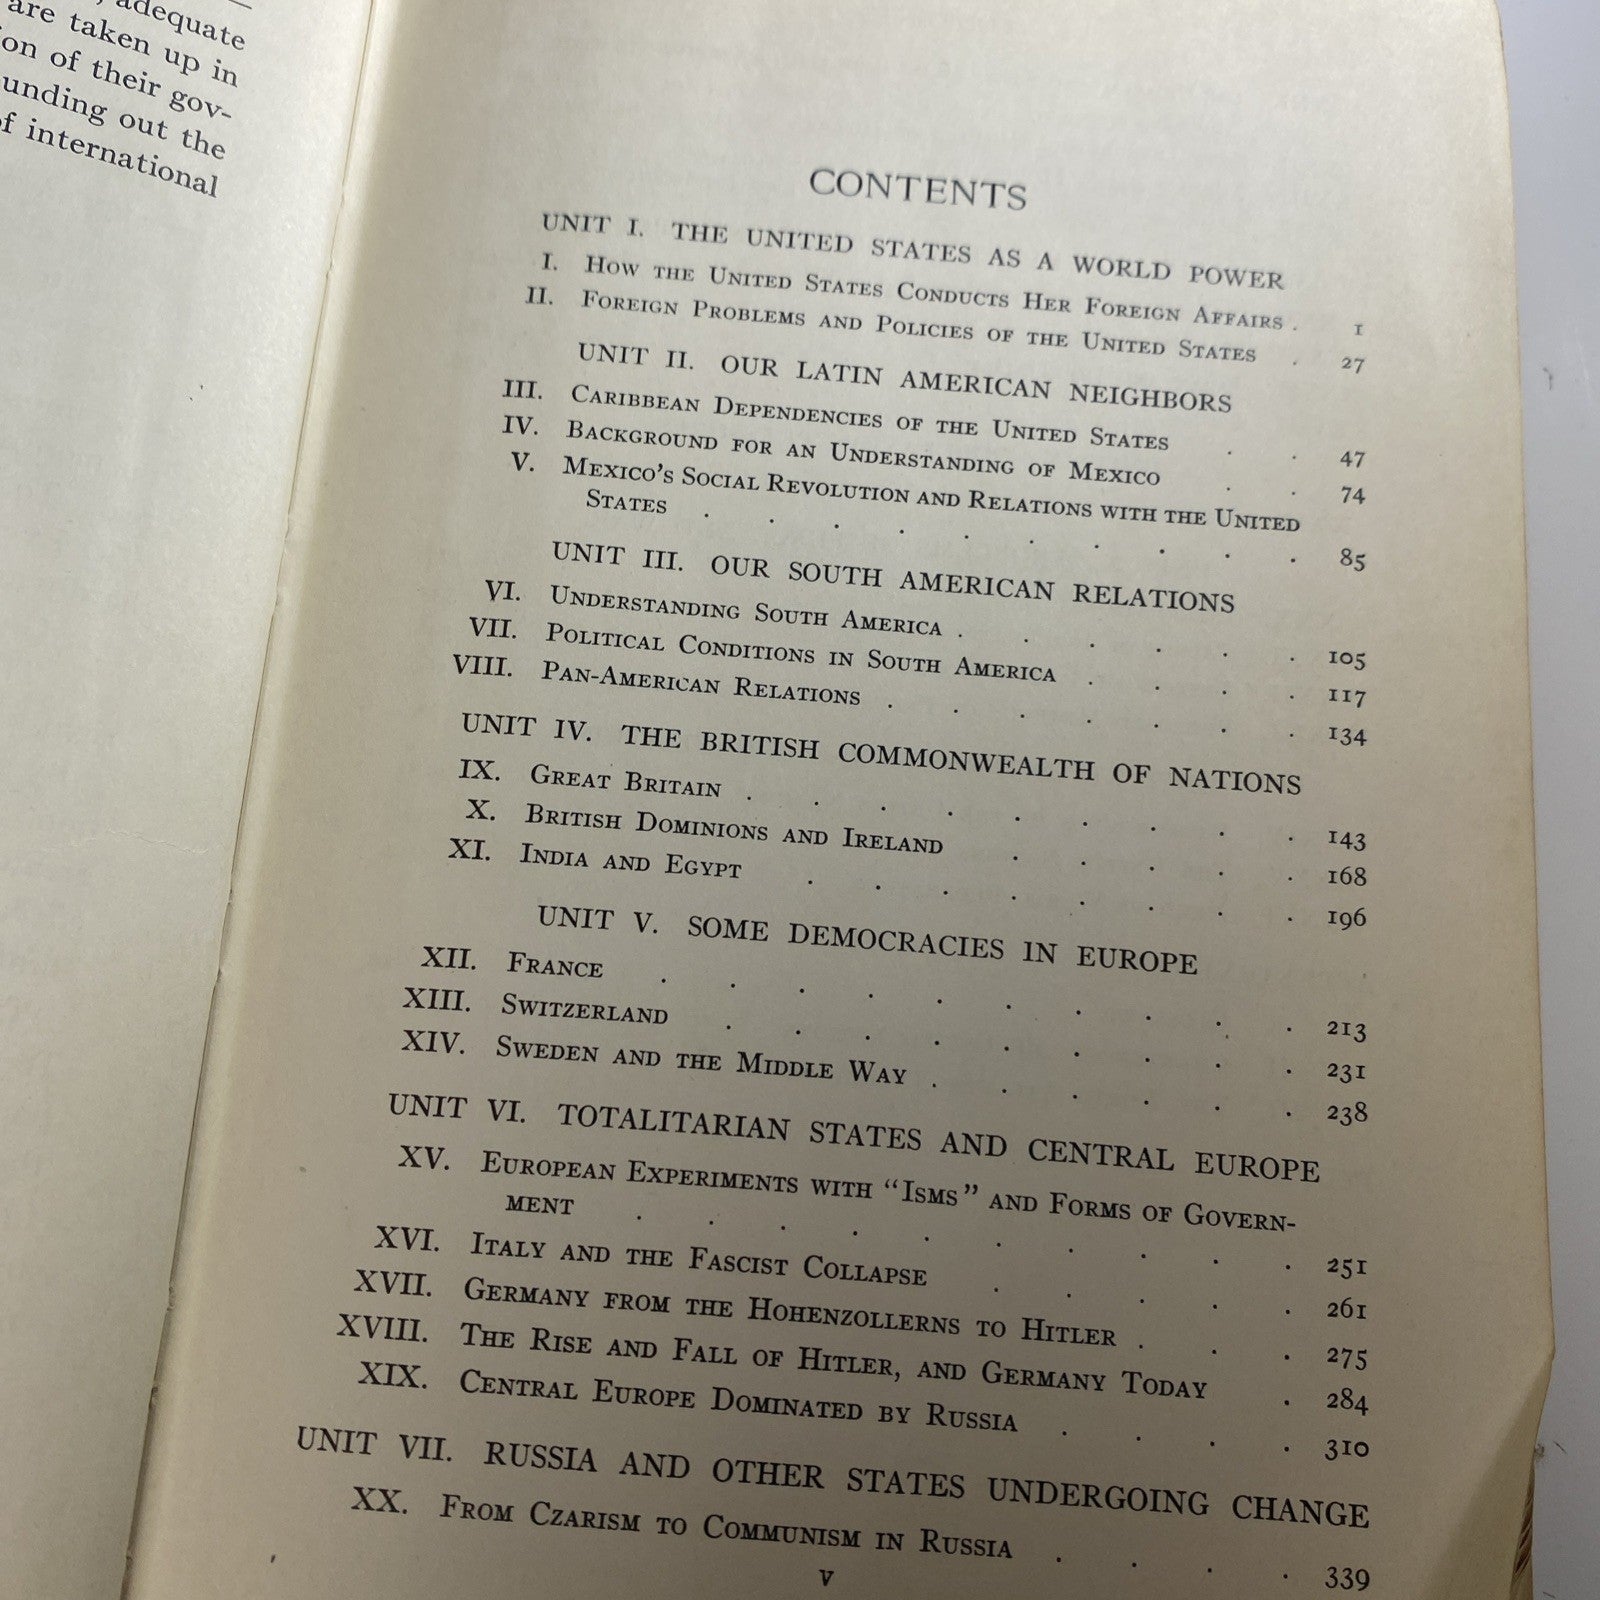 adequate
are taken up in
on of their gov-
unding out the
f international
CONTENTS
UNIT I. THE UNITED STATES AS A WORLD POWER
I. How the United States Conducts Her Foreign Affairs . 1
II. Foreign Problems and Policies of the United States . 27
UNIT II. OUR LATIN AMERICAN NEIGHBORS
III. Caribbean Dependencies of the United States . . 47
IV. Background for an Understanding of Mexico . . 74
V. Mexico's Social Revolution and Relations with the United
States . . . . . . . . . . 85
UNIT III. OUR SOUTH AMERICAN RELATIONS
VI. Understanding South America . . . . . . 105
VII. Political Conditions in South America . . . . 117
VIII. Pan-American Relations . . . . . . . 134
UNIT IV. THE BRITISH COMMONWEALTH OF NATIONS
IX. Great Britain . . . . . . . . . 143
X. British Dominions and Ireland . . . . . 168
XI. India and Egypt . . . . . . . . 196
UNIT V. SOME DEMOCRACIES IN EUROPE
XII. France . . . . . . . . . . 213
XIII. Switzerland . . . . . . . . . 231
XIV. Sweden and the Middle Way . . . . . . 238
UNIT VI. TOTALITARIAN STATES AND CENTRAL EUROPE
XV. European Experiments with "Isms" and Forms of Govern-
ment . . . . . . . . . . 251
XVI. Italy and the Fascist Collapse . . . . . 261
XVII. Germany from the Hohenzollerns to Hitler . . . 275
XVIII. The Rise and Fall of Hitler, and Germany Today . 284
XIX. Central Europe Dominated by Russia . . . . 310
UNIT VII. RUSSIA AND OTHER STATES UNDERGOING CHANGE
XX. From Czarism to Communism in Russia . . . . 339
v